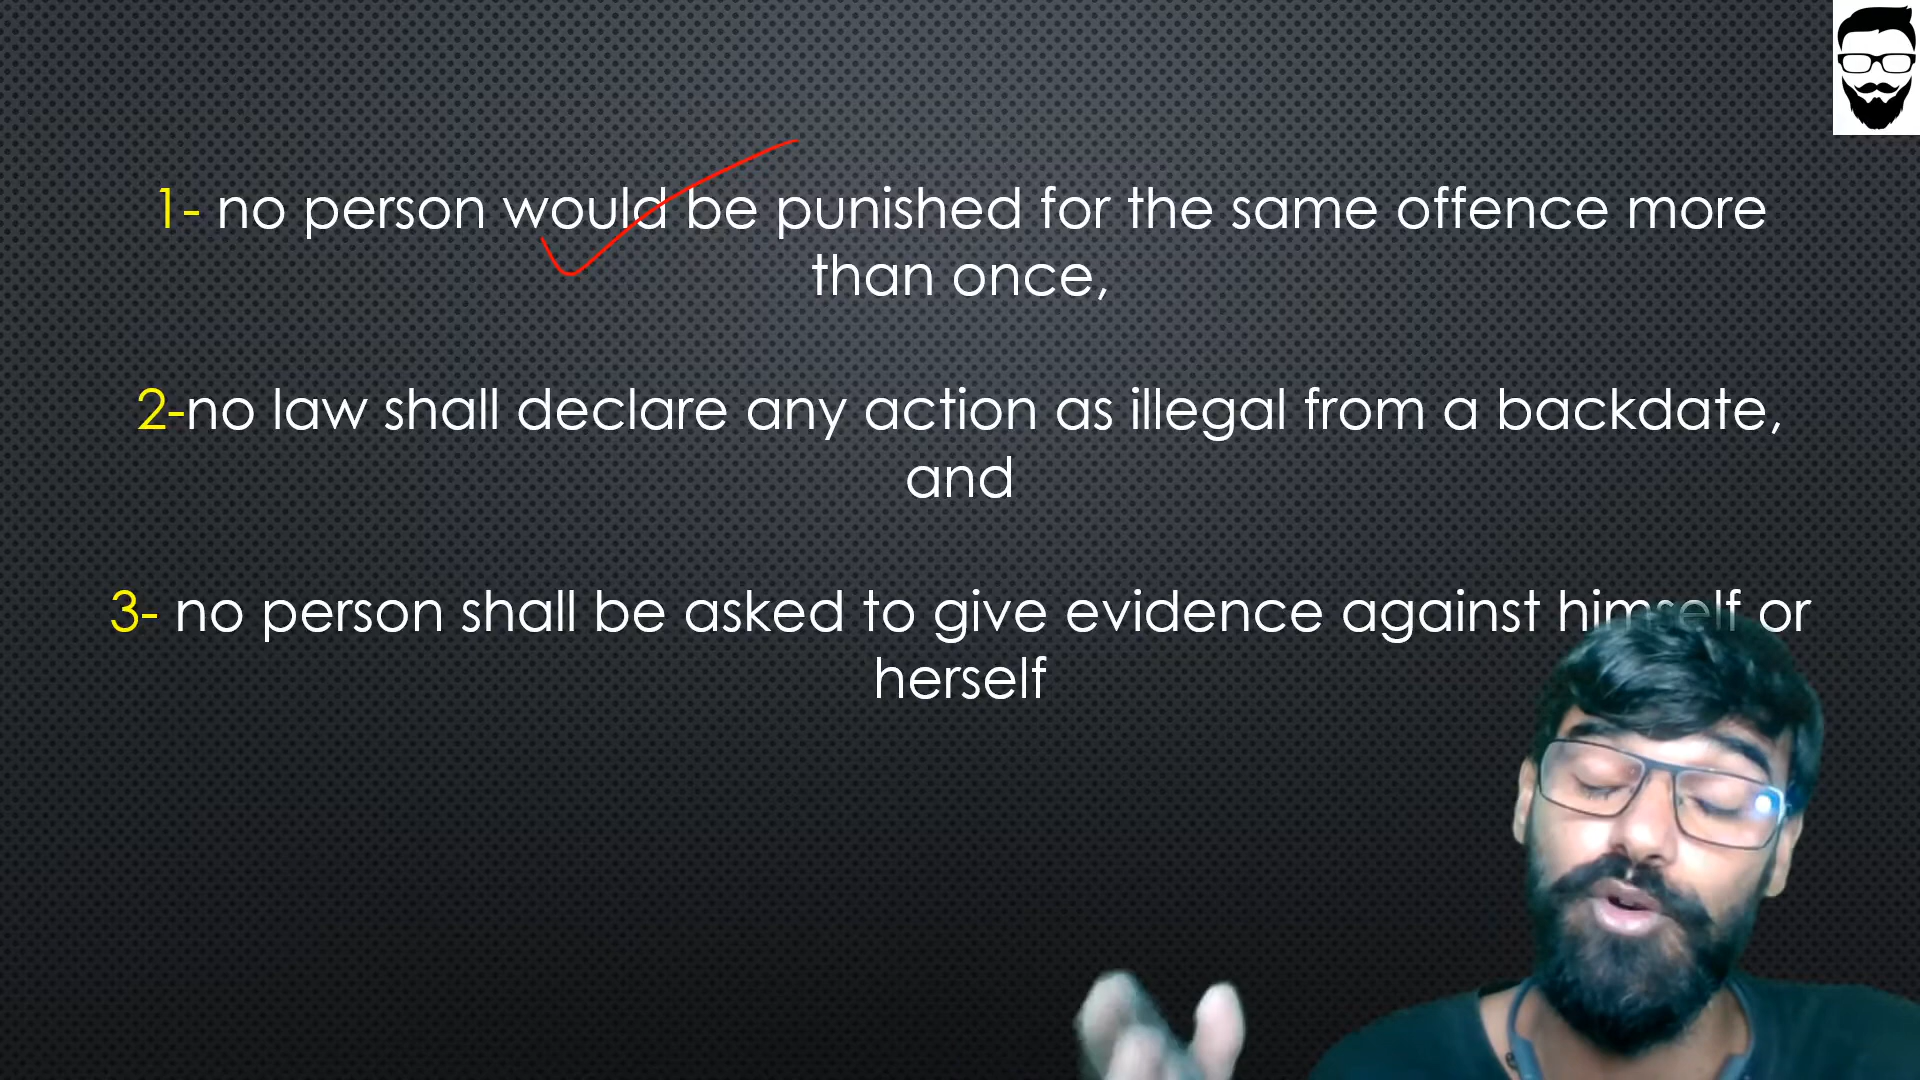 1- no person would be punished for the same offence more
than once,
2-no law shall declare any action as illegal from a backdate,
and
3- no person shall be asked to give evidence against himself or
herself